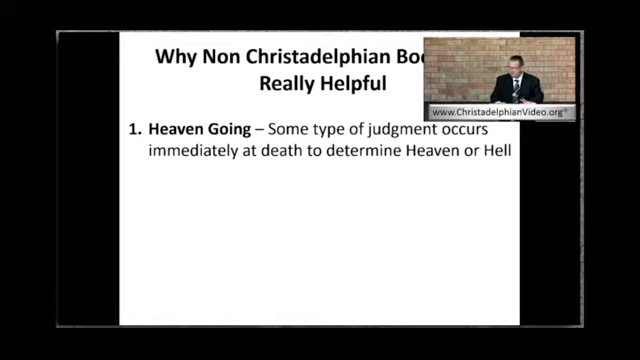 Why Non Christadelphian
Really Helpful
www.ChristadelphianVideo.org
1. Heaven Going – Some type of judgment occurs
immediately at death to determine Heaven or Hell